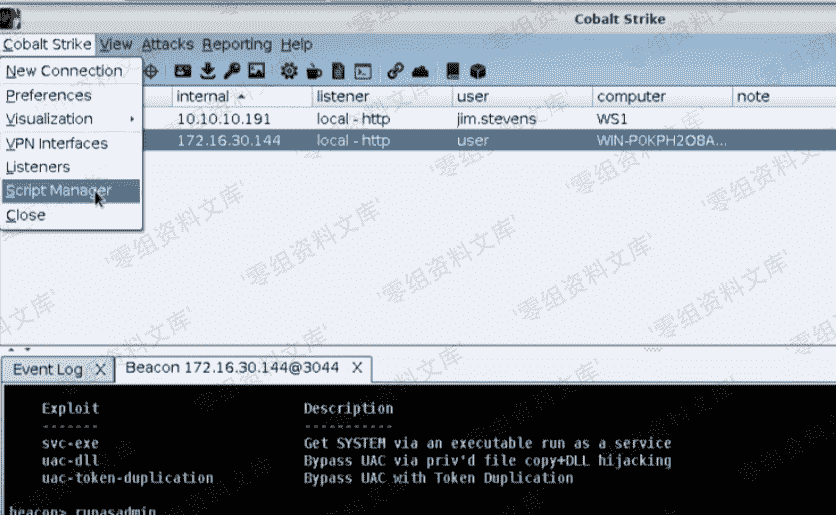 Cobalt Strike
Cobalt Strike View Attacks Reporting Help
New Connection
Preferences
Visualization
VPN Interfaces
Listeners
Script Manager
Close
internal listener user computer note
10.10.10.191 local - http jim.stevens WS1
172.16.30.144 local - http user WIN-P0KPH2O8A...
Event Log X Beacon 172.16.30.144@3044 X
Exploit Description
------- -----------
svc-exe Get SYSTEM via an executable run as a service
uac-dll Bypass UAC via priv'd file copy+DLL hijacking
uac-token-duplication Bypass UAC with Token Duplication
beacon> runasadmin
'零组资料文库'